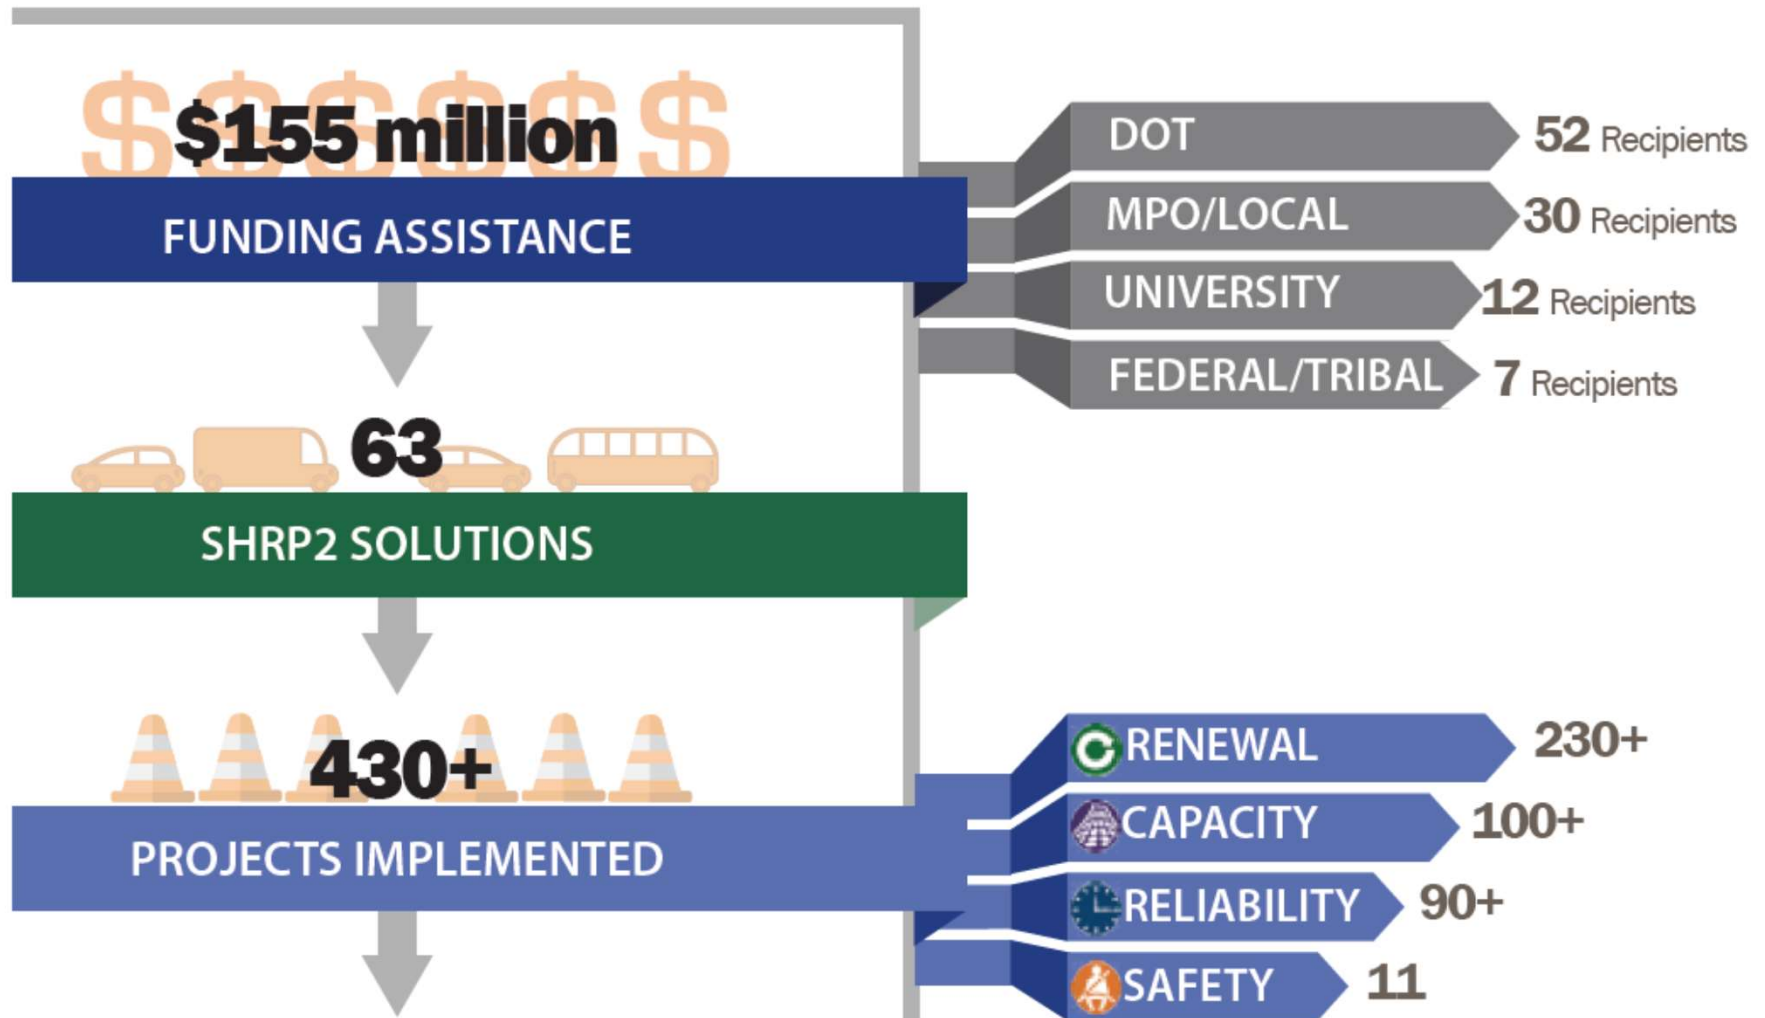 $155 million
FUNDING ASSISTANCE
DOT 52 Recipients
MPO/LOCAL 30 Recipients
UNIVERSITY 12 Recipients
FEDERAL/TRIBAL 7 Recipients
63
SHRP2 SOLUTIONS
430+
PROJECTS IMPLEMENTED
RENEWAL 230+
CAPACITY 100+
RELIABILITY 90+
SAFETY 11